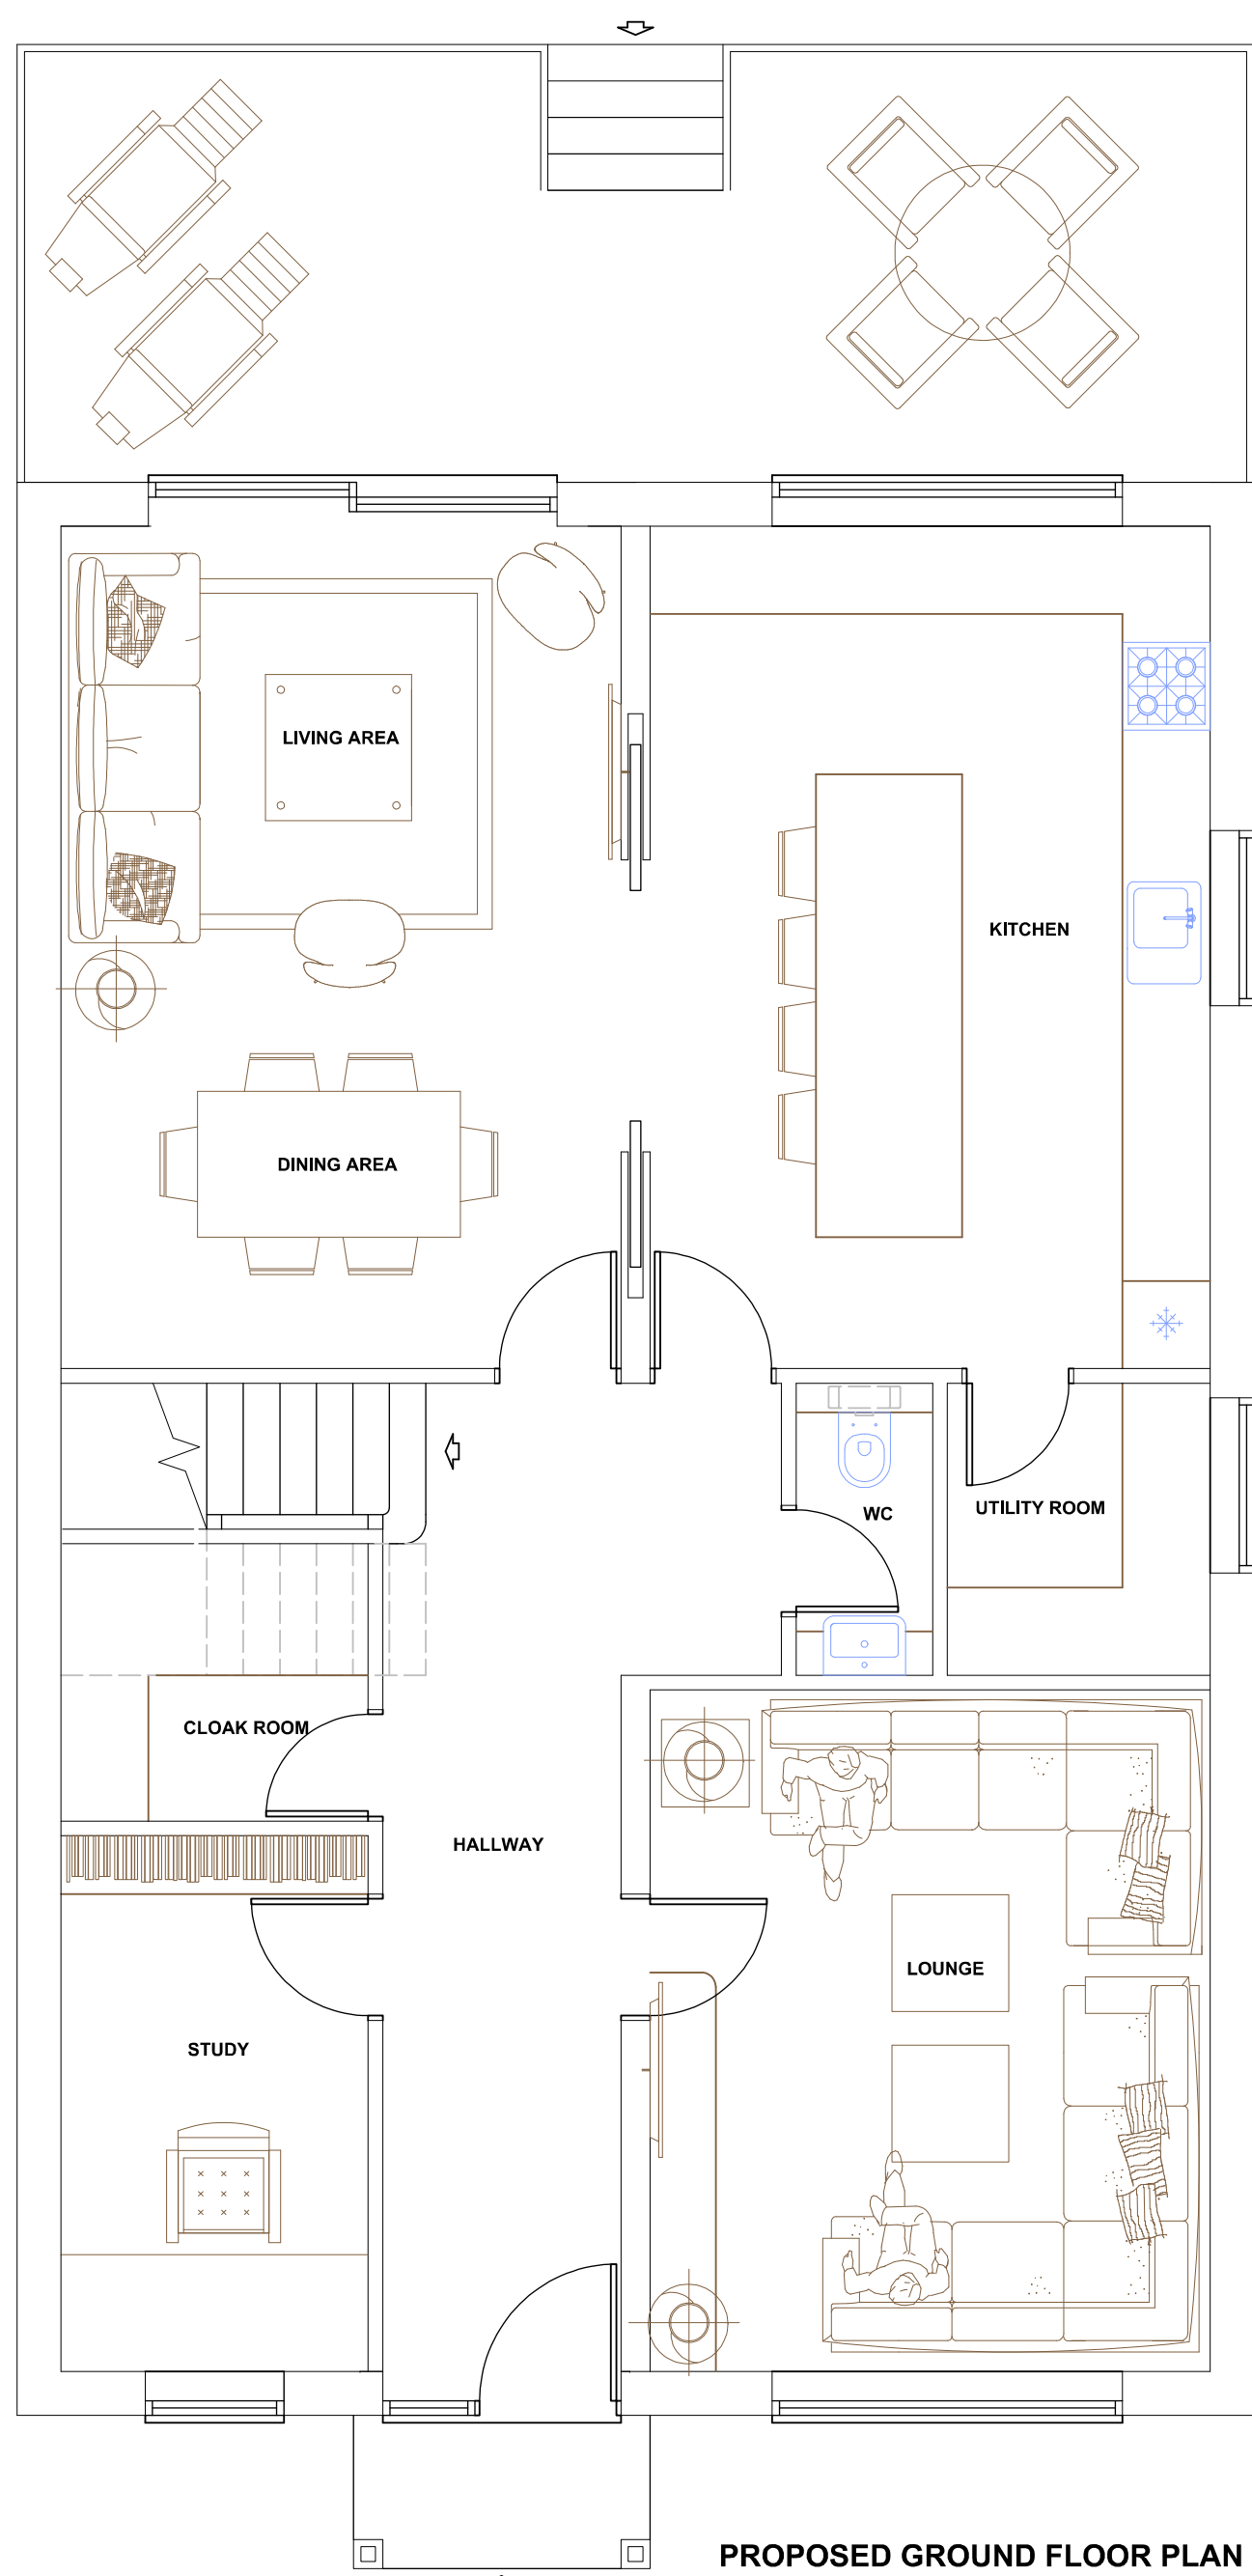 LIVING AREA
KITCHEN
DINING AREA
WC
UTILITY ROOM
CLOAK ROOM
HALLWAY
LOUNGE
STUDY
PROPOSED GROUND FLOOR PLAN